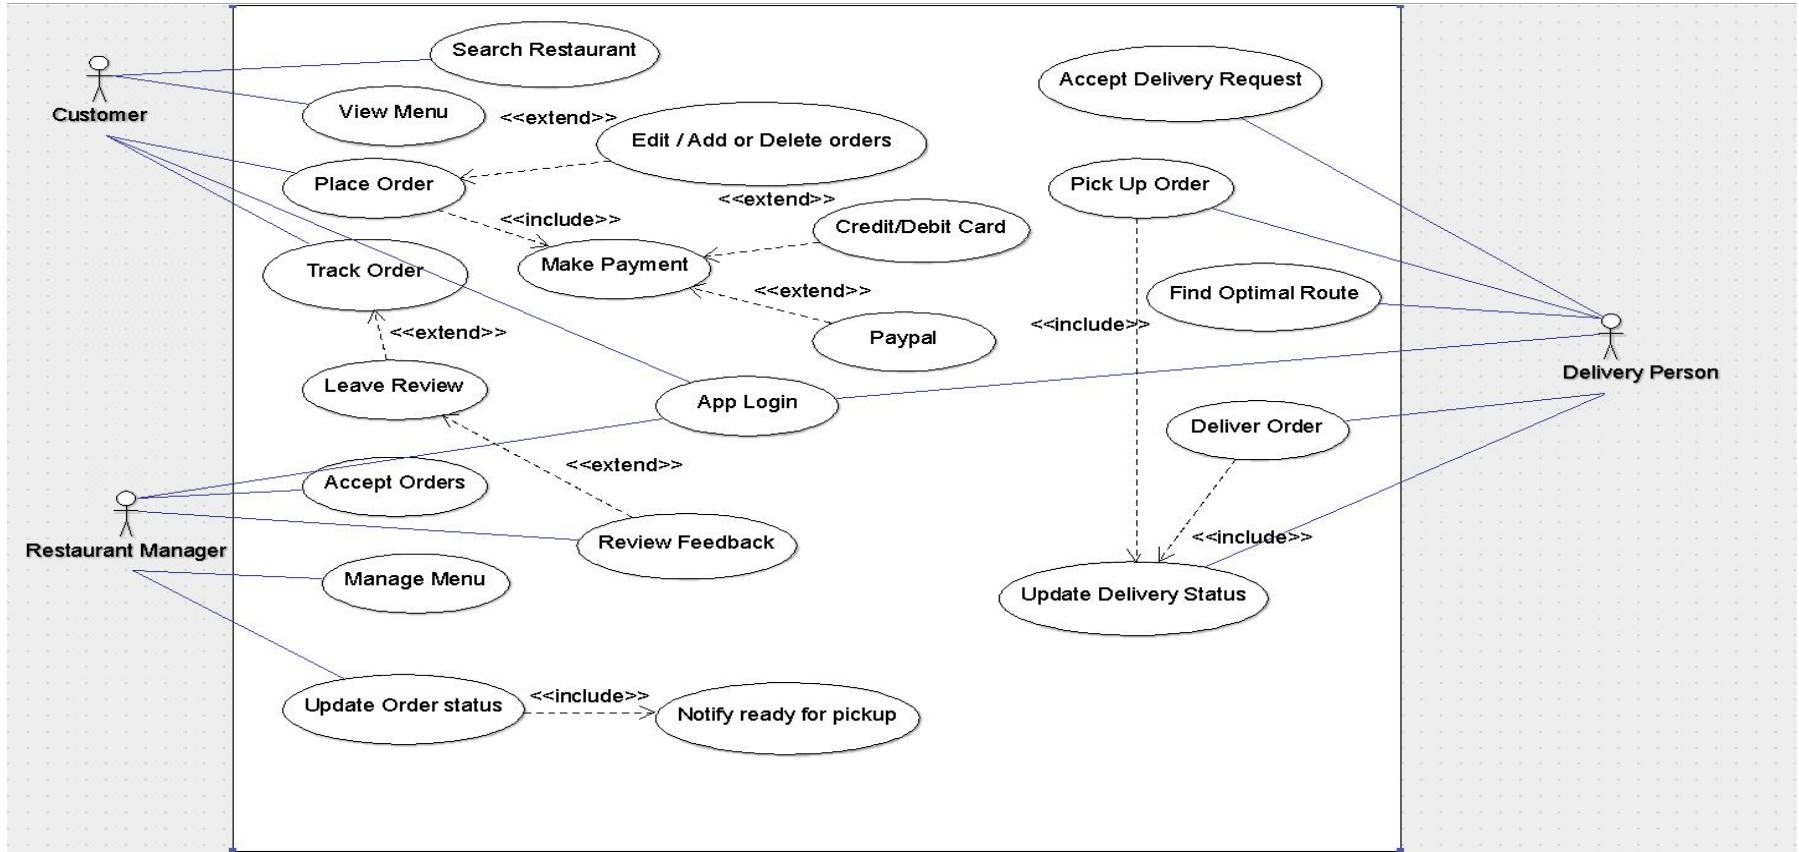 Search Restaurant
Accept Delivery Request
Customer
View Menu
<<extend>>
Edit / Add or Delete orders
Place Order
Pick Up Order
<<extend>>
<<include>>
Credit/Debit Card
Make Payment
Track Order
<<extend>>
Find Optimal Route
<<extend>>
<<include>>
Paypal
Delivery Person
Leave Review
App Login
Deliver Order
<<extend>>
Accept Orders
Restaurant Manager
Review Feedback
<<include>>
Manage Menu
Update Delivery Status
<<include>>
Update Order status
Notify ready for pickup